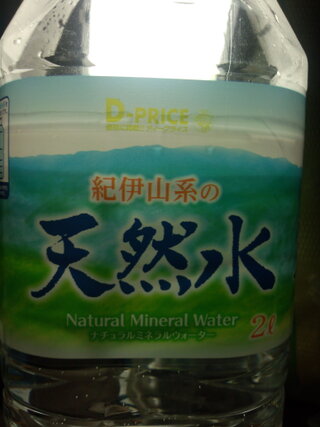 D-PRICE
紀伊山系の
天然水
Natural Mineral Water
ナチュラルミネラルウォーター
2ℓ